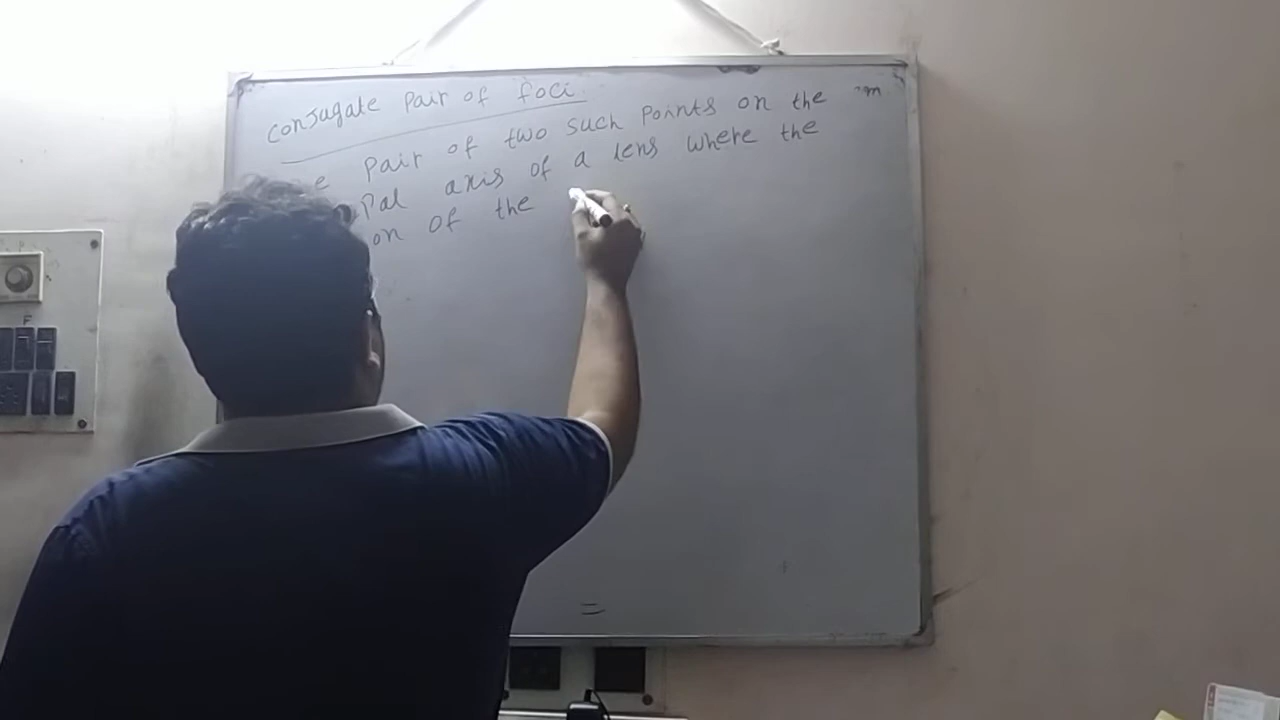 Conjugate Pair of foci
e Pair of two such Points on the
Pal axis of a lens where the
on of the